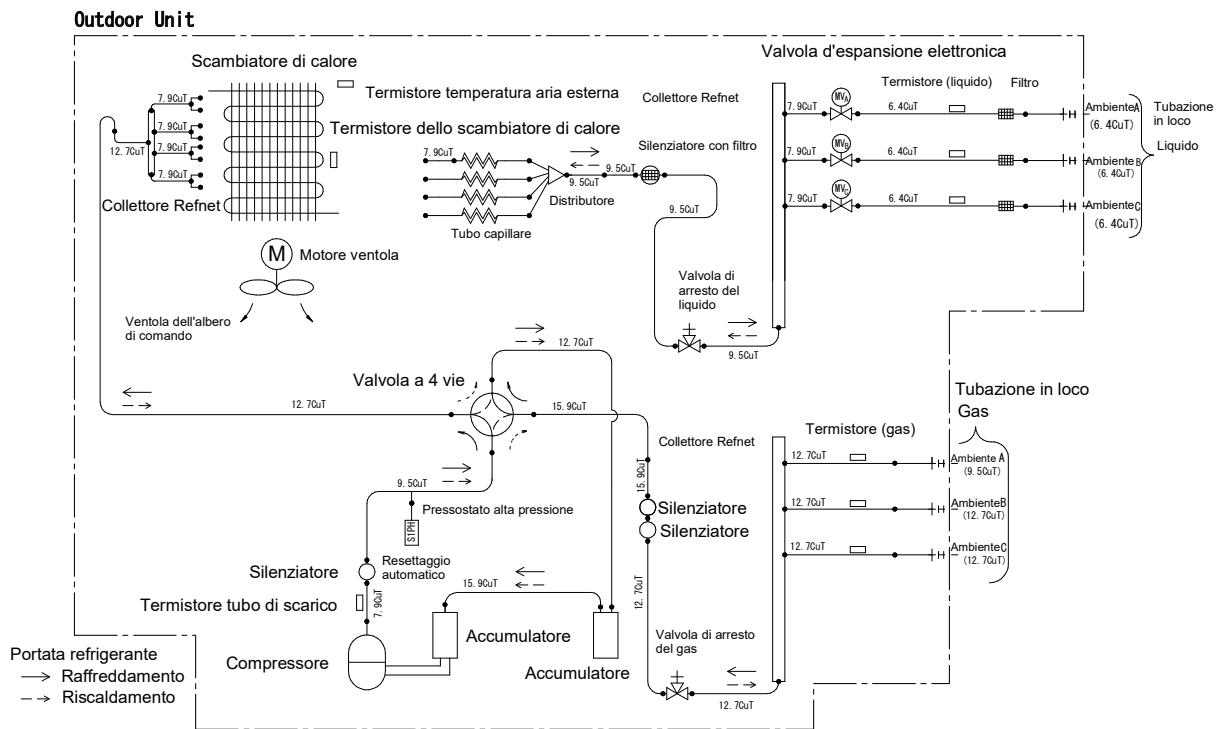 Outdoor Unit
Scambiatore di calore
Valvola d'espansione elettronica
Termistore temperatura aria esterna
Collettore Refnet
Termistore (liquido)
Filtro
7.9CuT
7.9CuT
7.9CuT
7.9CuT
12.7CuT
Collettore Refnet
Termistore dello scambiatore di calore
7.9CuT
Silenziatore con filtro
9.5CuT
9.5CuT
Distributore
Tubo capillare
9.5CuT
MVA
7.9CuT
6.4CuT
Ambiente A
(6.4CuT)
MVB
7.9CuT
6.4CuT
Ambiente B
(6.4CuT)
MVC
7.9CuT
6.4CuT
Ambiente C
(6.4CuT)
Tubazione
in loco
Liquido
M
Motore ventola
Ventola dell'albero
di comando
Valvola di
arresto del
liquido
9.5CuT
12.7CuT
Valvola a 4 vie
12.7CuT
15.9CuT
Tubazione in loco
Gas
Collettore Refnet
Termistore (gas)
12.7CuT
Ambiente A
(9.5CuT)
12.7CuT
Ambiente B
(12.7CuT)
12.7CuT
Ambiente C
(12.7CuT)
9.5CuT
Pressostato alta pressione
S1PH
Resettaggio
automatico
15.9CuT
Silenziatore
Silenziatore
Silenziatore
Termistore tubo di scarico
7.9CuT
15.9CuT
12.7CuT
Compressore
Accumulatore
Accumulatore
Valvola di arresto
del gas
12.7CuT
Portata refrigerante
Raffreddamento
Riscaldamento